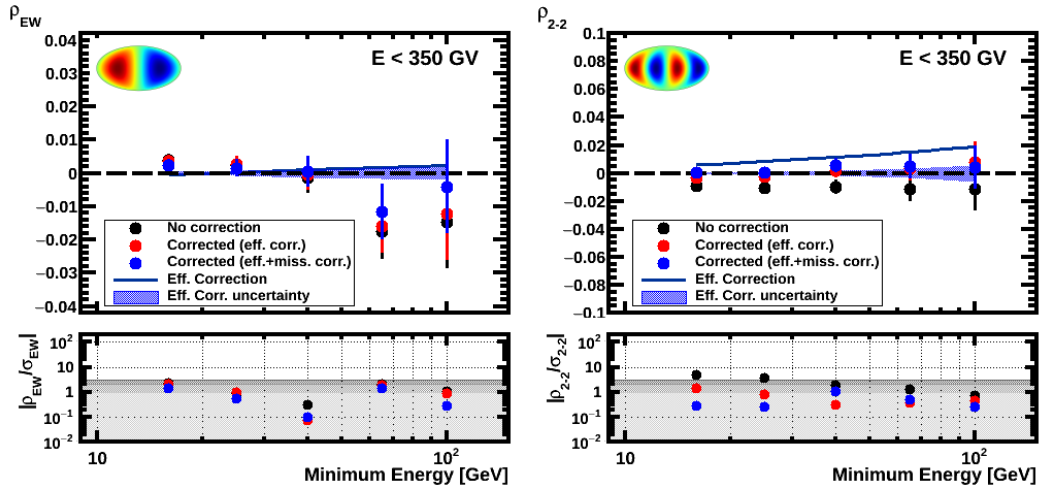 ρEW
E < 350 GV
0.04
0.03
0.02
0.01
0
−0.01
−0.02
−0.03
−0.04
No correction
Corrected (eff. corr.)
Corrected (eff.+miss. corr.)
Eff. Correction
Eff. Corr. uncertainty
|ρEW/σEW|
10²
10
1
10⁻¹
10⁻²
10
10²
Minimum Energy [GeV]
ρ2-2
E < 350 GV
0.1
0.08
0.06
0.04
0.02
0
−0.02
−0.04
−0.06
−0.08
−0.1
No correction
Corrected (eff. corr.)
Corrected (eff.+miss. corr.)
Eff. Correction
Eff. Corr. uncertainty
|ρ2-2/σ2-2|
10²
10
1
10⁻¹
10⁻²
10
10²
Minimum Energy [GeV]